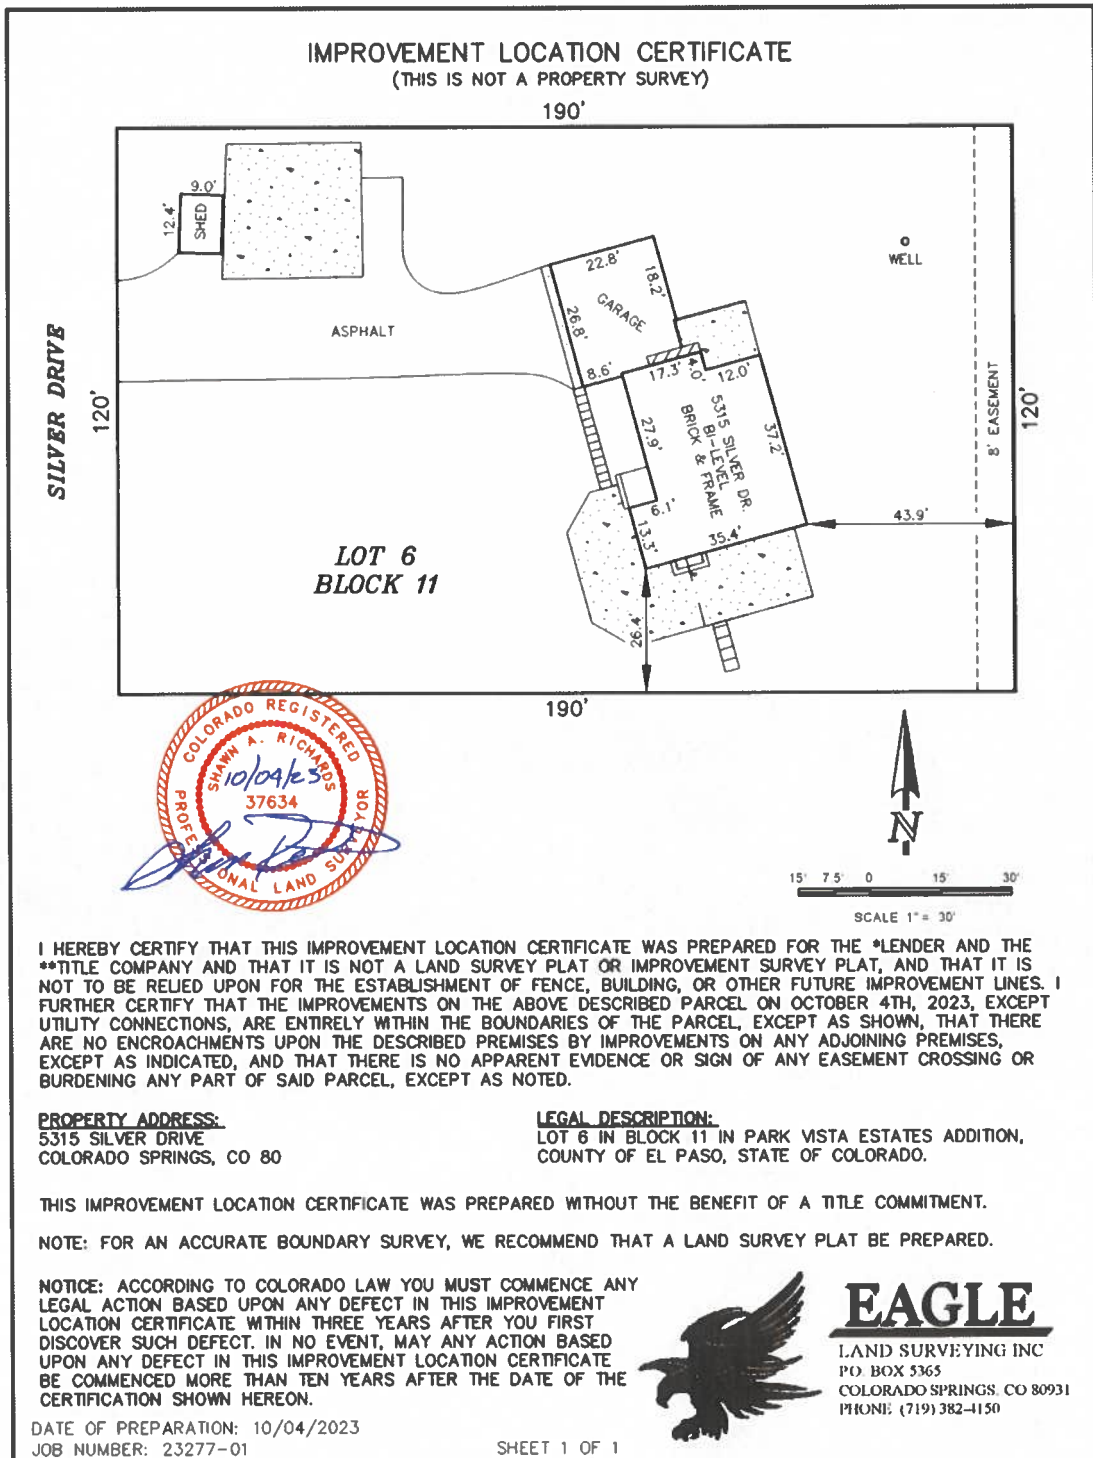 IMPROVEMENT LOCATION CERTIFICATE
(THIS IS NOT A PROPERTY SURVEY)
190'
9.0'
12.4'
SHED
22.8'
18.2'
GARAGE
26.8'
WELL
ASPHALT
SILVER DRIVE
120'
8.6'
17.3'
4.0'
12.0'
8' EASEMENT
120'
5315 SILVER DR.
BI-LEVEL
BRICK & FRAME
27.9'
37.2'
6.1'
13.3'
35.4'
43.9'
LOT 6
BLOCK 11
26.4'
190'
COLORADO REGISTERED
SHAWN A. RICHARDS
10/04/23
37634
PROFESSIONAL LAND SURVEYOR
N
15' 7 5' 0 15' 30'
SCALE 1"= 30'
I HEREBY CERTIFY THAT THIS IMPROVEMENT LOCATION CERTIFICATE WAS PREPARED FOR THE *LENDER AND THE
**TITLE COMPANY AND THAT IT IS NOT A LAND SURVEY PLAT OR IMPROVEMENT SURVEY PLAT, AND THAT IT IS
NOT TO BE RELIED UPON FOR THE ESTABLISHMENT OF FENCE, BUILDING, OR OTHER FUTURE IMPROVEMENT LINES. I
FURTHER CERTIFY THAT THE IMPROVEMENTS ON THE ABOVE DESCRIBED PARCEL ON OCTOBER 4TH, 2023, EXCEPT
UTILITY CONNECTIONS, ARE ENTIRELY WITHIN THE BOUNDARIES OF THE PARCEL, EXCEPT AS SHOWN, THAT THERE
ARE NO ENCROACHMENTS UPON THE DESCRIBED PREMISES BY IMPROVEMENTS ON ANY ADJOINING PREMISES,
EXCEPT AS INDICATED, AND THAT THERE IS NO APPARENT EVIDENCE OR SIGN OF ANY EASEMENT CROSSING OR
BURDENING ANY PART OF SAID PARCEL, EXCEPT AS NOTED.
PROPERTY ADDRESS:
5315 SILVER DRIVE
COLORADO SPRINGS, CO 80
LEGAL DESCRIPTION:
LOT 6 IN BLOCK 11 IN PARK VISTA ESTATES ADDITION,
COUNTY OF EL PASO, STATE OF COLORADO.
THIS IMPROVEMENT LOCATION CERTIFICATE WAS PREPARED WITHOUT THE BENEFIT OF A TITLE COMMITMENT.
NOTE: FOR AN ACCURATE BOUNDARY SURVEY, WE RECOMMEND THAT A LAND SURVEY PLAT BE PREPARED.
NOTICE: ACCORDING TO COLORADO LAW YOU MUST COMMENCE ANY
LEGAL ACTION BASED UPON ANY DEFECT IN THIS IMPROVEMENT
LOCATION CERTIFICATE WITHIN THREE YEARS AFTER YOU FIRST
DISCOVER SUCH DEFECT. IN NO EVENT, MAY ANY ACTION BASED
UPON ANY DEFECT IN THIS IMPROVEMENT LOCATION CERTIFICATE
BE COMMENCED MORE THAN TEN YEARS AFTER THE DATE OF THE
CERTIFICATION SHOWN HEREON.
EAGLE
LAND SURVEYING INC
P.O. BOX 5365
COLORADO SPRINGS, CO 80931
PHONE: (719) 382-4150
DATE OF PREPARATION: 10/04/2023
JOB NUMBER: 23277-01
SHEET 1 OF 1